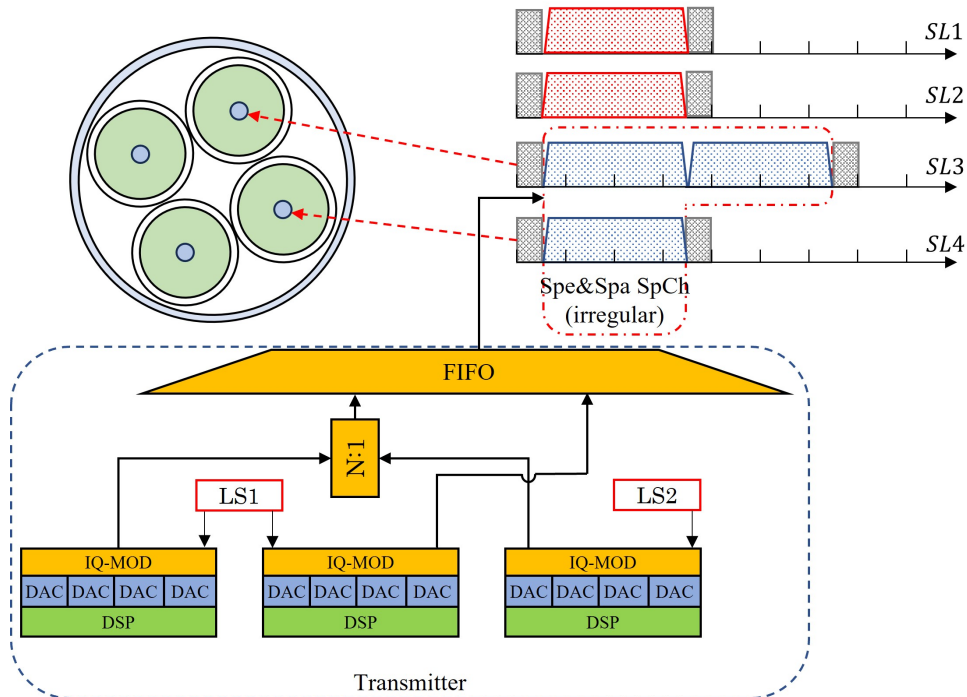 SL1
SL2
SL3
SL4
Spe&Spa SpCh
(irregular)
FIFO
N:1
LS1
LS2
IQ-MOD
IQ-MOD
IQ-MOD
DAC DAC DAC DAC
DAC DAC DAC DAC
DAC DAC DAC DAC
DSP
DSP
DSP
Transmitter